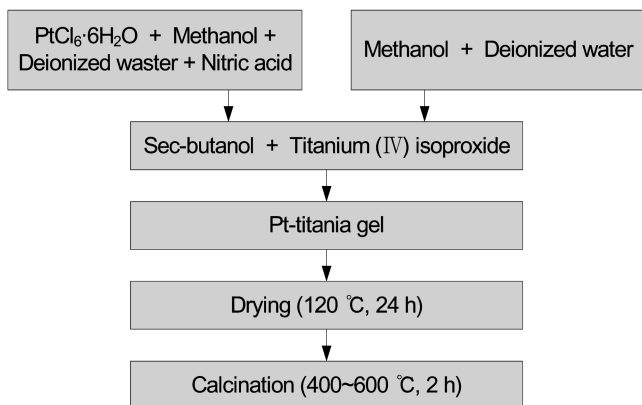 PtCl₆·6H₂O + Methanol +
Deionized waster + Nitric acid
Methanol + Deionized water
Sec-butanol + Titanium (Ⅳ) isoproxide
Pt-titania gel
Drying (120 ℃, 24 h)
Calcination (400~600 ℃, 2 h)